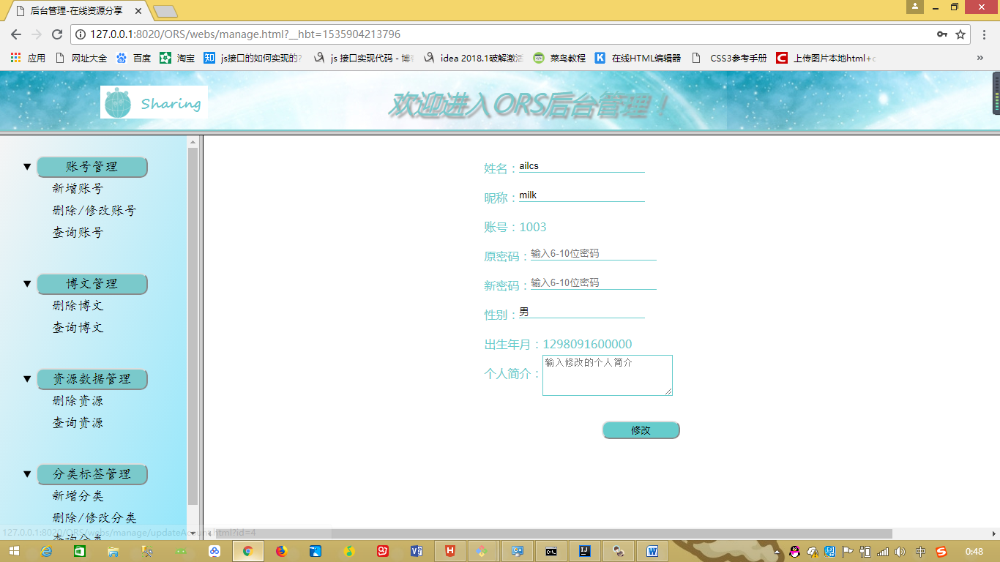 后台管理-在线资源分享
127.0.0.1:8020/ORS/webs/manage.html?__hbt=1535904213796
应用 网址大全 百度 淘宝 js接口的如何实现的? js 接口实现代码 - 博 idea 2018.1破解激活 菜鸟教程 在线HTML编辑器 CSS3参考手册 上传图片本地html+c
Sharing
欢迎进入ORS后台管理！
账号管理
新增账号
删除/修改账号
查询账号
博文管理
删除博文
查询博文
资源数据管理
删除资源
查询资源
分类标签管理
新增分类
删除/修改分类
查询分类
姓名：ailcs
昵称：milk
账号：1003
原密码：输入6-10位密码
新密码：输入6-10位密码
性别：男
出生年月：1298091600000
个人简介：输入修改的个人简介
修改
127.0.0.1:8020/ORS/webs/manage/updateAccount.html?id=4
中
0:48